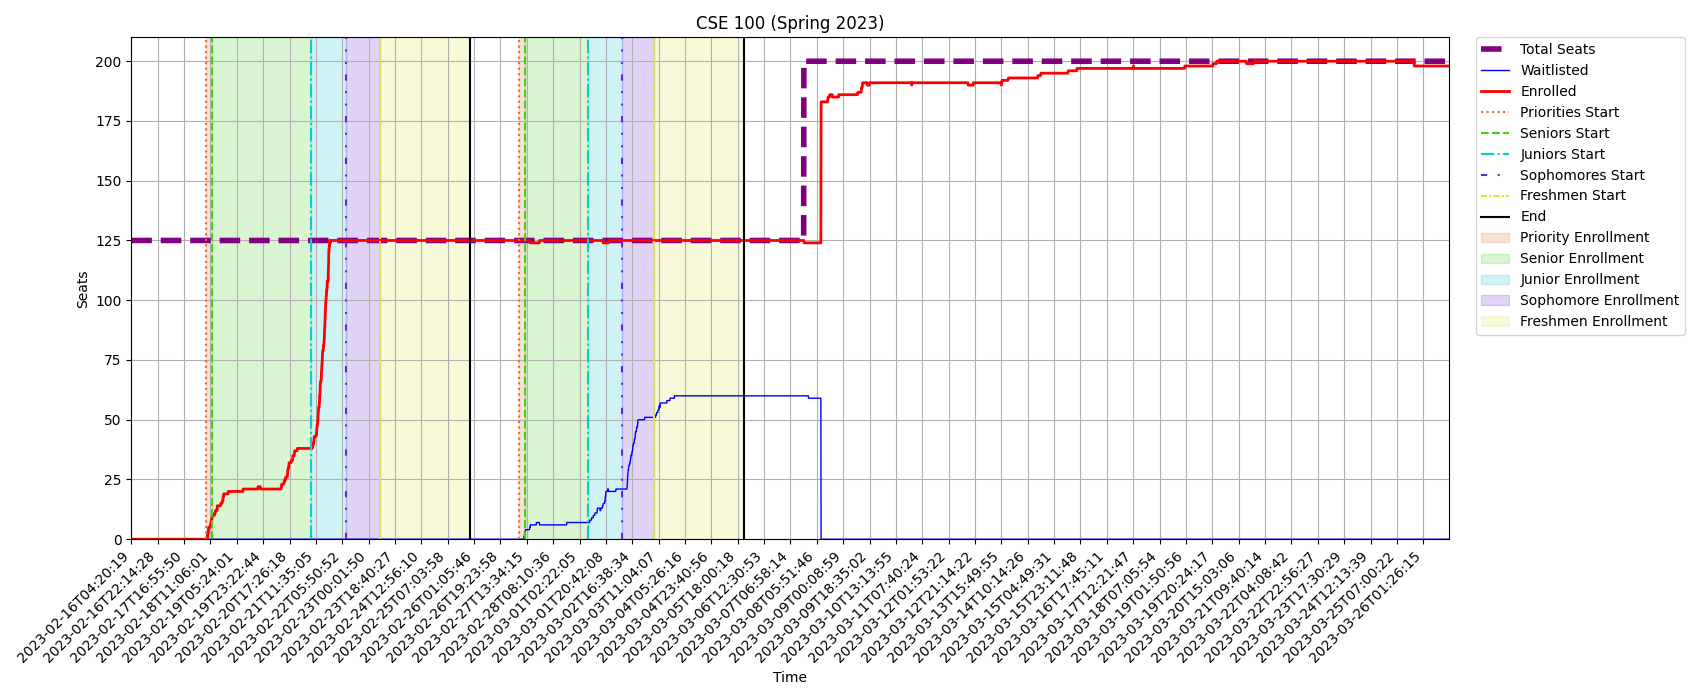 CSE 100 (Spring 2023)
Seats
200
175
150
125
100
75
50
25
0
2023-02-16T04:20:19
2023-02-16T22:14:28
2023-02-17T16:55:50
2023-02-18T11:06:01
2023-02-19T05:24:01
2023-02-19T23:22:44
2023-02-20T17:26:18
2023-02-21T11:35:05
2023-02-22T05:50:52
2023-02-23T00:01:50
2023-02-23T18:40:27
2023-02-24T12:56:10
2023-02-25T07:03:58
2023-02-26T01:05:46
2023-02-26T19:23:58
2023-02-27T13:34:15
2023-02-28T08:10:36
2023-03-01T02:22:05
2023-03-01T20:42:08
2023-03-02T16:38:34
2023-03-03T11:04:07
2023-03-04T05:26:16
2023-03-04T23:40:56
2023-03-05T18:00:18
2023-03-06T12:30:53
2023-03-07T06:58:14
2023-03-08T05:51:46
2023-03-09T00:08:59
2023-03-09T18:35:02
2023-03-10T13:13:55
2023-03-11T07:40:24
2023-03-12T01:53:22
2023-03-12T21:14:22
2023-03-13T15:49:55
2023-03-14T10:14:26
2023-03-15T04:49:31
2023-03-15T23:11:48
2023-03-16T17:45:11
2023-03-17T12:21:47
2023-03-18T07:05:54
2023-03-19T01:50:56
2023-03-19T20:24:17
2023-03-20T15:03:06
2023-03-21T09:40:14
2023-03-22T04:08:42
2023-03-22T22:56:27
2023-03-23T17:30:29
2023-03-24T12:13:39
2023-03-25T07:00:22
2023-03-26T01:26:15
Time
Total Seats
Waitlisted
Enrolled
Priorities Start
Seniors Start
Juniors Start
Sophomores Start
Freshmen Start
End
Priority Enrollment
Senior Enrollment
Junior Enrollment
Sophomore Enrollment
Freshmen Enrollment